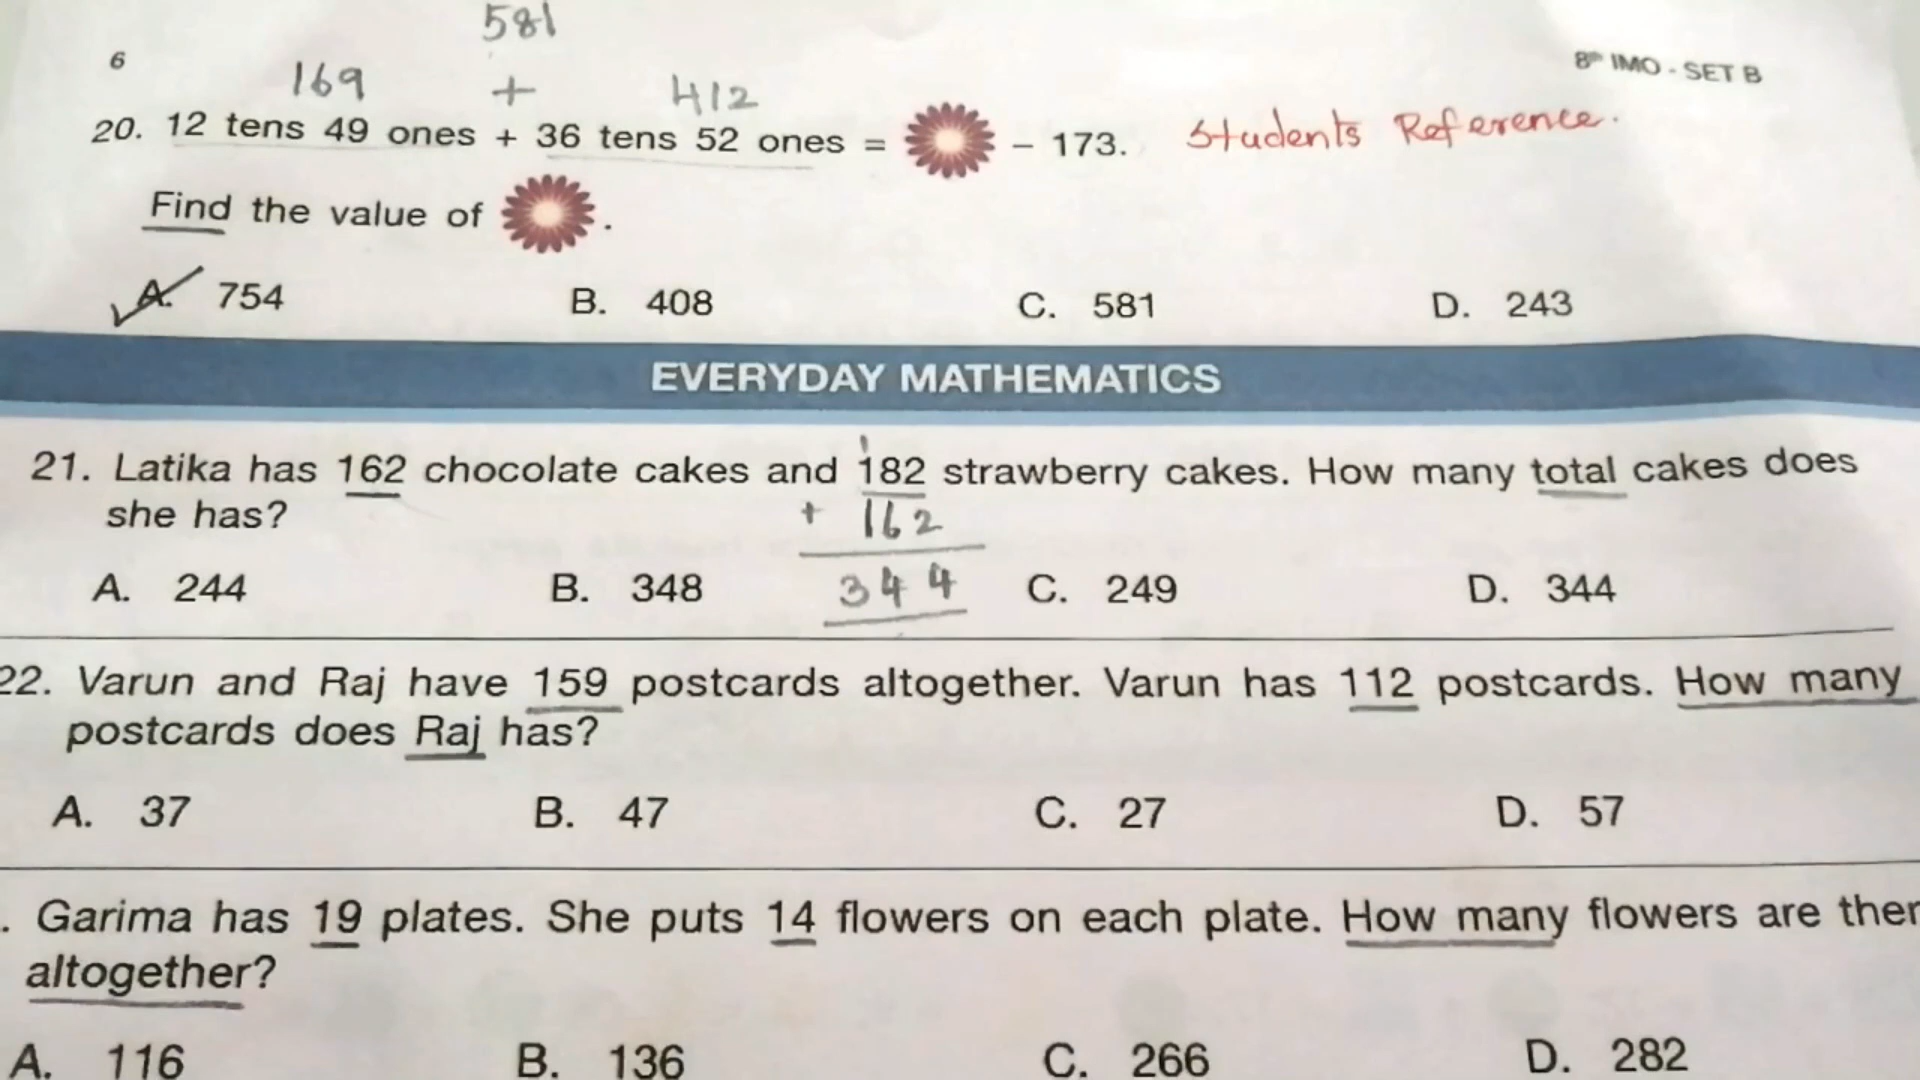 581
6 169 + 412 8th IMO - SET B
20. 12 tens 49 ones + 36 tens 52 ones = - 173. Students Reference.
Find the value of .
A. 754 B. 408 C. 581 D. 243
EVERYDAY MATHEMATICS
1
21. Latika has 162 chocolate cakes and 182 strawberry cakes. How many total cakes does
she has? + 162
A. 244 B. 348 344 C. 249 D. 344
22. Varun and Raj have 159 postcards altogether. Varun has 112 postcards. How many
postcards does Raj has?
A. 37 B. 47 C. 27 D. 57
. Garima has 19 plates. She puts 14 flowers on each plate. How many flowers are ther
altogether?
A. 116 B. 136 C. 266 D. 282